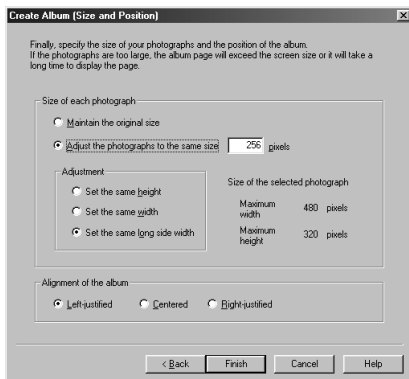 Create Album (Size and Position)
Finally, specify the size of your photographs and the position of the album.
If the photographs are too large, the album page will exceed the screen size or it will take a
long time to display the page.
Size of each photograph
Maintain the original size
Adjust the photographs to the same size 256 pixels
Adjustment
Set the same height
Set the same width
Set the same long side width
Size of the selected photograph
Maximum width 480 pixels
Maximum height 320 pixels
Alignment of the album
Left-justified Centered Right-justified
< Back Finish Cancel Help